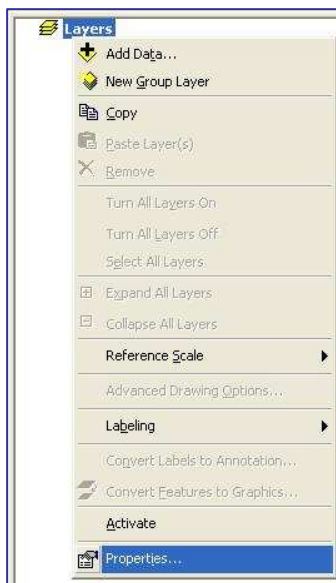 Layers
Add Data...
New Group Layer
Copy
Paste Layer(s)
Remove
Turn All Layers On
Turn All Layers Off
Select All Layers
Expand All Layers
Collapse All Layers
Reference Scale
Advanced Drawing Options...
Labeling
Convert Labels to Annotation...
Convert Features to Graphics...
Activate
Properties...